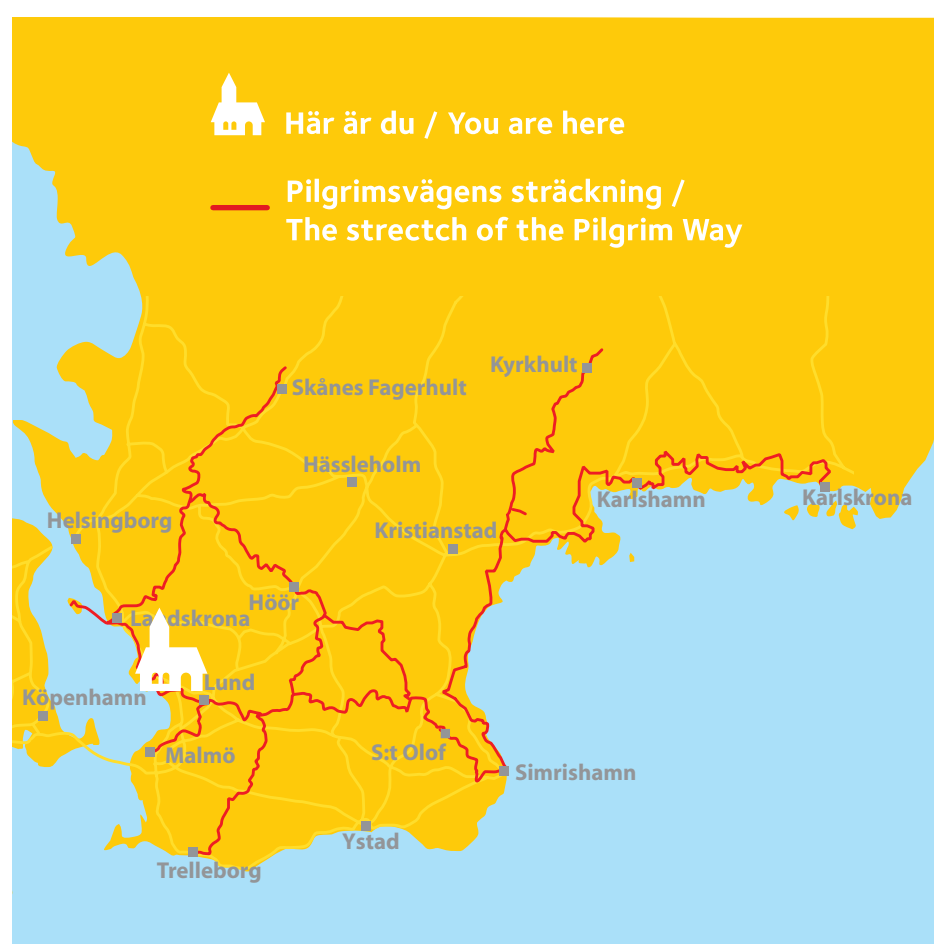 Här är du / You are here
Pilgrimsvägens sträckning /
The strectch of the Pilgrim Way
Kyrkhult
Skånes Fagerhult
Hässleholm
Karlshamn
Karlskrona
Helsingborg
Kristianstad
Höör
Landskrona
Lund
Köpenhamn
Malmö
S:t Olof
Simrishamn
Ystad
Trelleborg